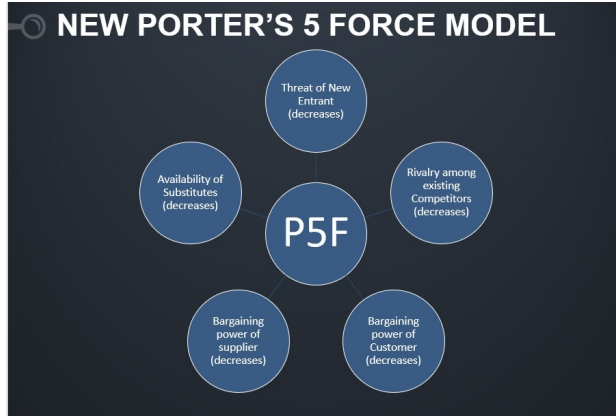 NEW PORTER'S 5 FORCE MODEL
Threat of New
Entrant
(decreases)
Availability of
Substitutes
(decreases)
Rivalry among
existing
Competitors
(decreases)
P5F
Bargaining
power of
supplier
(decreases)
Bargaining
power of
Customer
(decreases)